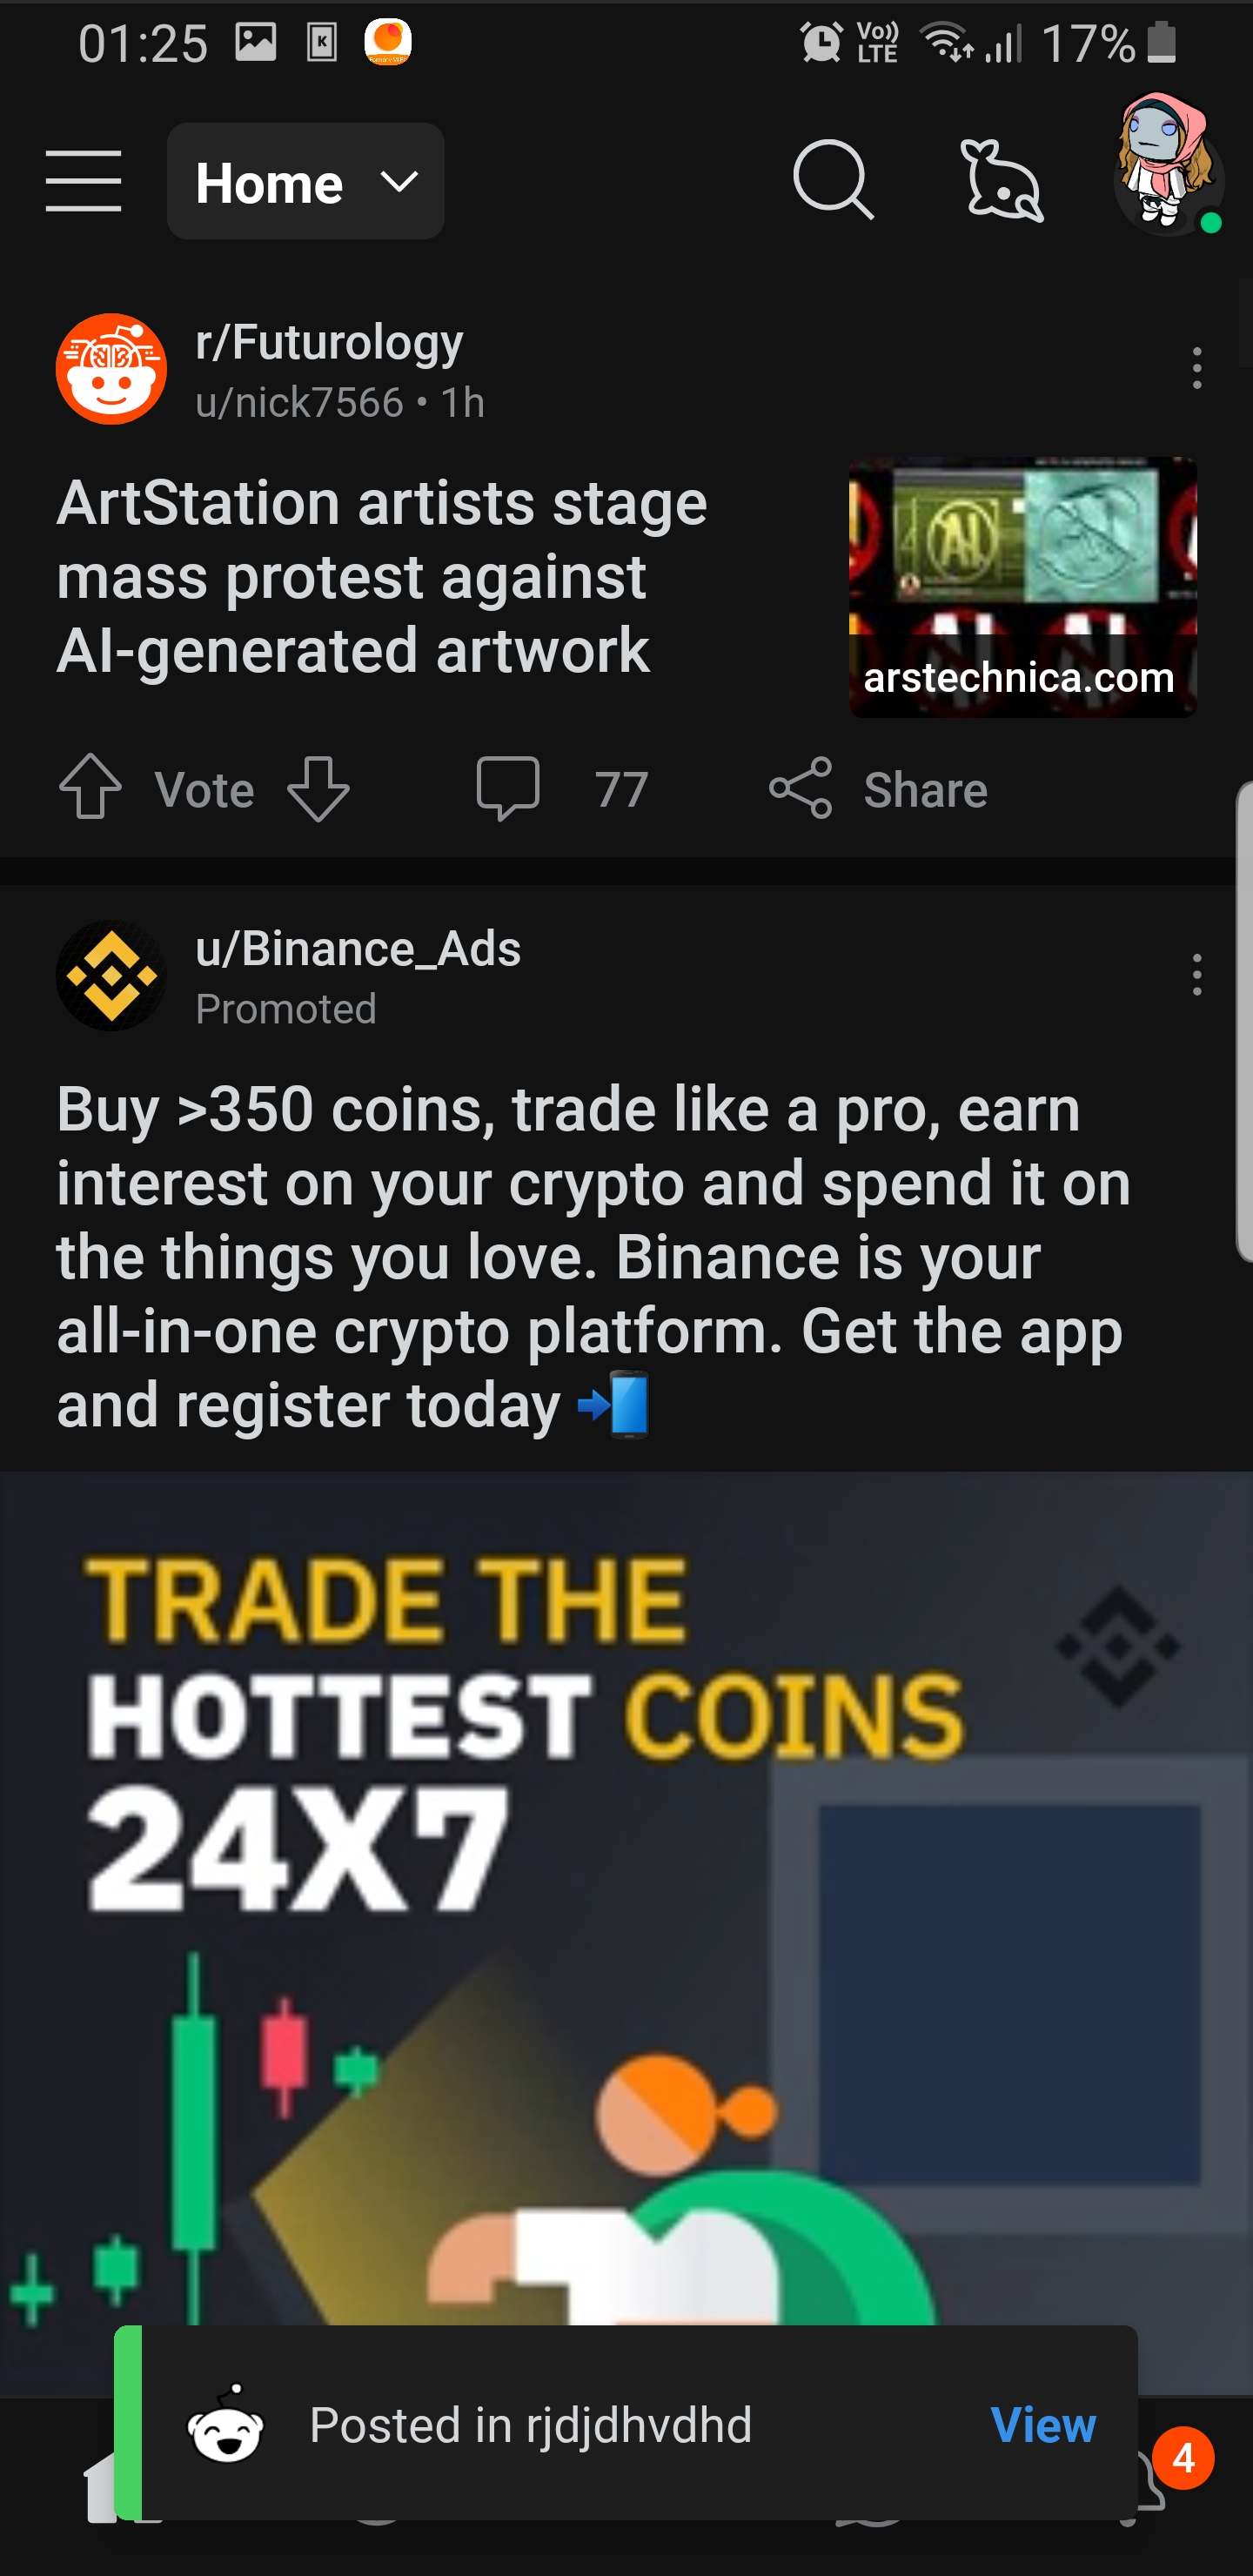 01:25
K
Vo)) LTE
17%
Home
r/Futurology
u/nick7566 • 1h
ArtStation artists stage
mass protest against
AI-generated artwork
AI
arstechnica.com
Vote
77
Share
u/Binance_Ads
Promoted
Buy >350 coins, trade like a pro, earn
interest on your crypto and spend it on
the things you love. Binance is your
all-in-one crypto platform. Get the app
and register today
TRADE THE
HOTTEST COINS
24X7
Posted in rjdjdhvdhd
View
4